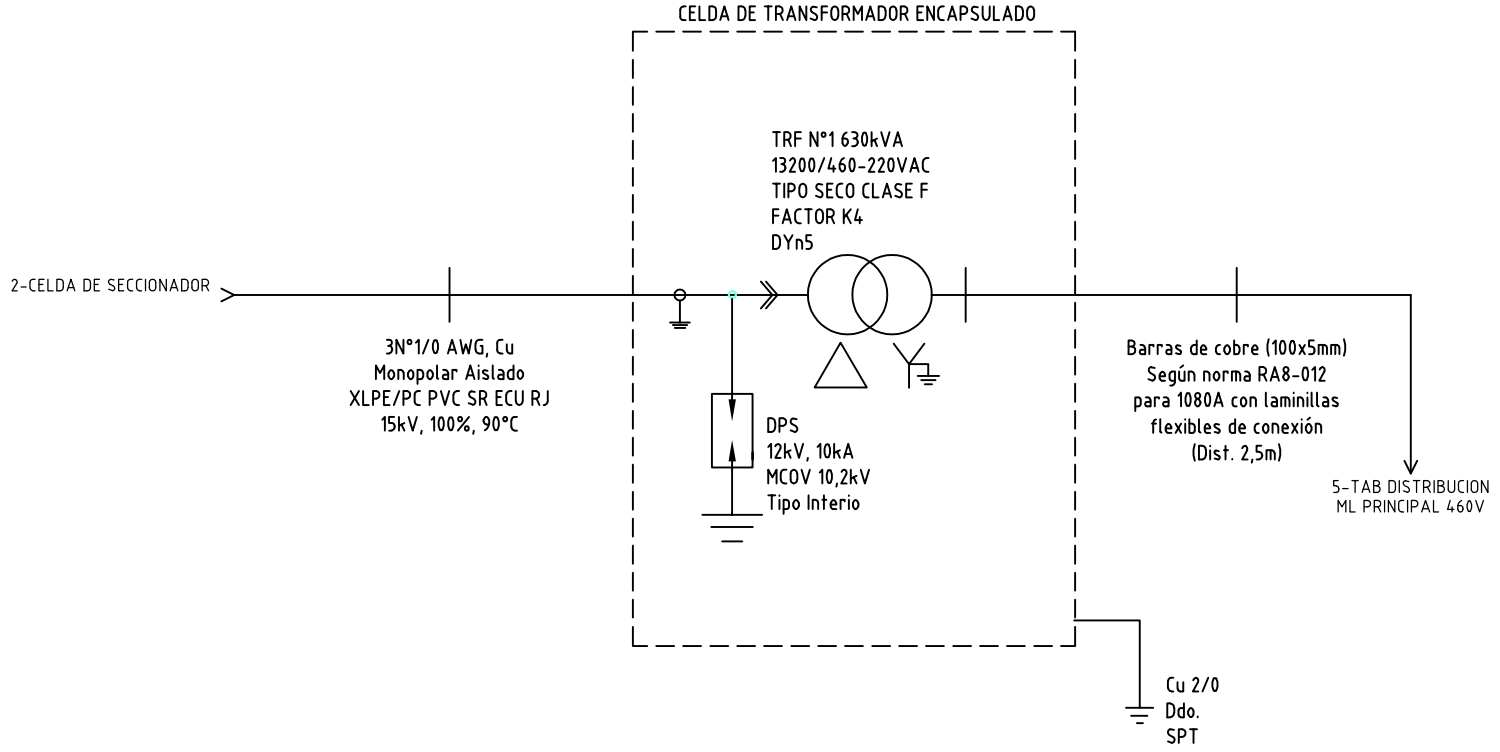 CELDA DE TRANSFORMADOR ENCAPSULADO
TRF N°1 630kVA
13200/460-220VAC
TIPO SECO CLASE F
FACTOR K4
DYn5
2-CELDA DE SECCIONADOR
3N°1/0 AWG, Cu
Monopolar Aislado
XLPE/PC PVC SR ECU RJ
15kV, 100%, 90°C
Barras de cobre (100x5mm)
Según norma RA8-012
para 1080A con laminillas
flexibles de conexión
(Dist. 2,5m)
DPS
12kV, 10kA
MCOV 10,2kV
Tipo Interio
5-TAB DISTRIBUCION
ML PRINCIPAL 460V
Cu 2/0
Ddo.
SPT